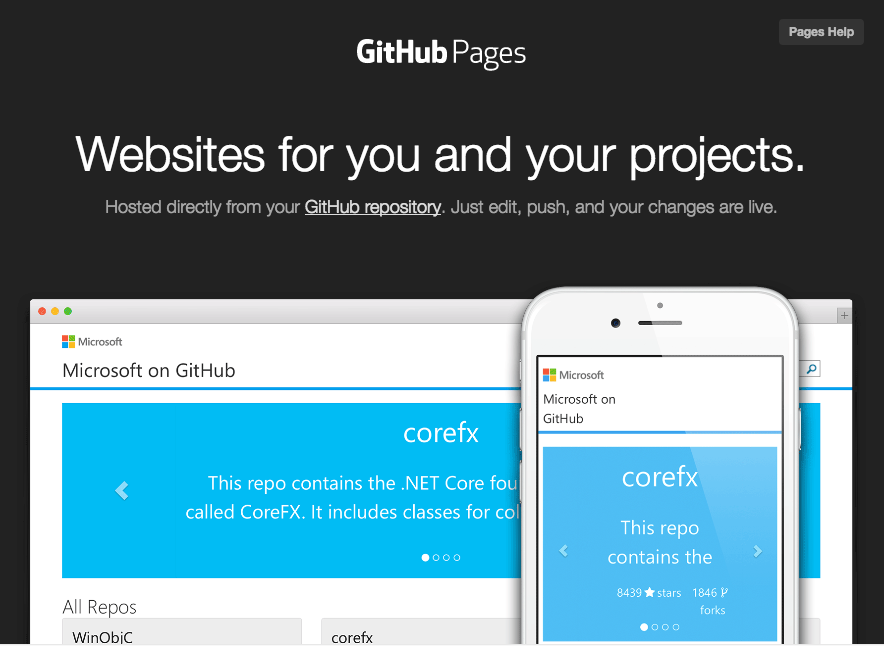 Pages Help
GitHub Pages
Websites for you and your projects.
Hosted directly from your GitHub repository. Just edit, push, and your changes are live.
Microsoft
Microsoft on GitHub
corefx
This repo contains the .NET Core
called CoreFX. It includes classes for
All Repos
WinObjC
corefx
Microsoft
Microsoft on
GitHub
corefx
This repo
contains the
8439 stars 1846
forks